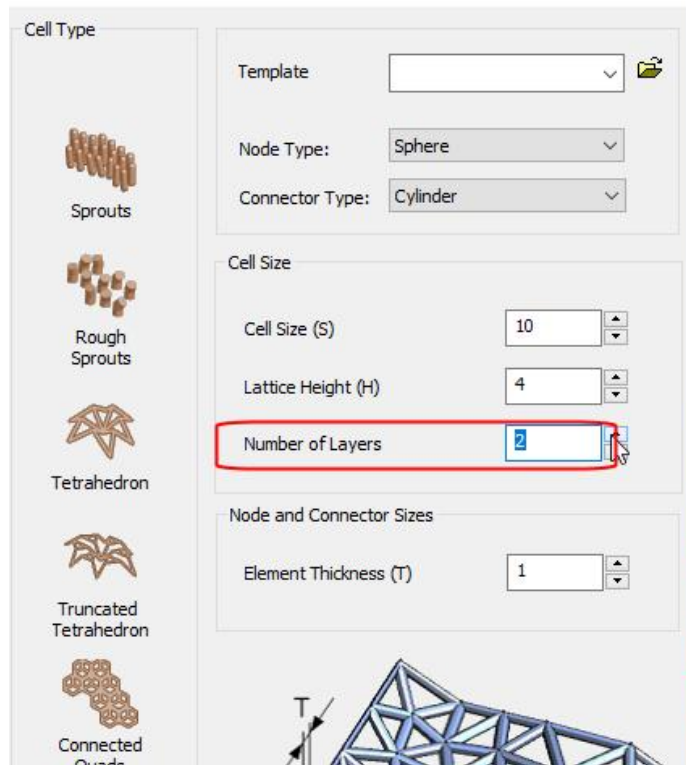 Cell Type
Sprouts
Rough
Sprouts
Tetrahedron
Truncated
Tetrahedron
Connected
Quads
Template
Node Type: Sphere
Connector Type: Cylinder
Cell Size
Cell Size (S) 10
Lattice Height (H) 4
Number of Layers 2
Node and Connector Sizes
Element Thickness (T) 1
T